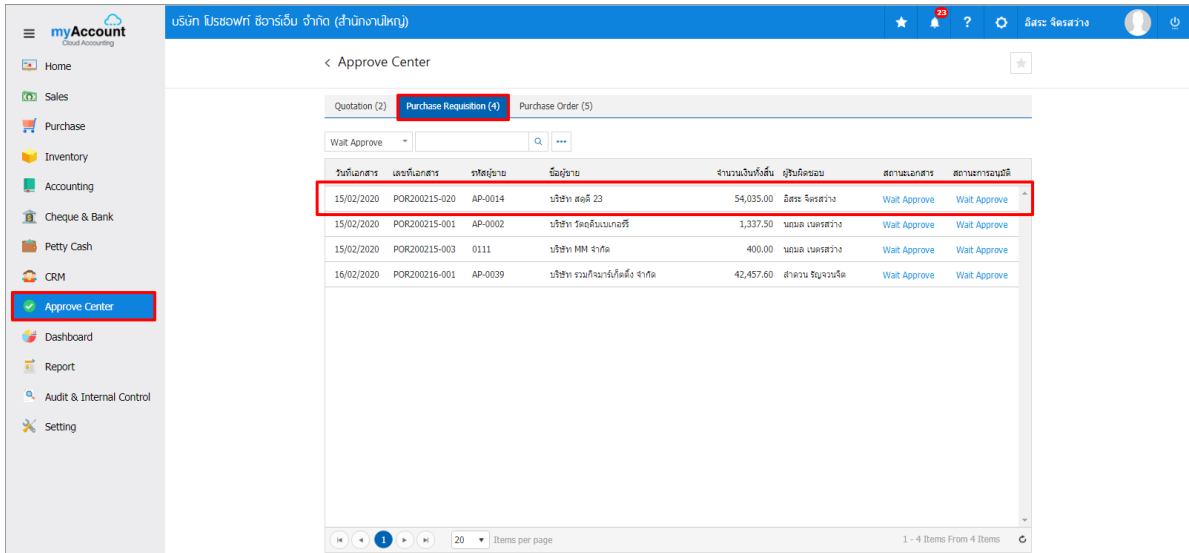 myAccount
Cloud Accounting
บริษัท โปรซอฟท์ ซีอาร์เอ็ม จำกัด (สำนักงานใหญ่)
23
?
อิสระ จิตรสว่าง
Home
Sales
Purchase
Inventory
Accounting
Cheque & Bank
Petty Cash
CRM
Approve Center
Dashboard
Report
Audit & Internal Control
Setting
Approve Center
Quotation (2) Purchase Requisition (4) Purchase Order (5)
Wait Approve
วันที่เอกสาร เลขที่เอกสาร รหัสผู้ขาย ชื่อผู้ขาย จำนวนเงินทั้งสิ้น ผู้รับผิดชอบ สถานะเอกสาร สถานะการอนุมัติ
15/02/2020 POR200215-020 AP-0014 บริษัท สตุติ 23 54,035.00 อิสระ จิตรสว่าง Wait Approve Wait Approve
15/02/2020 POR200215-001 AP-0002 บริษัท วัตถุดิบเบเกอร์รี่ 1,337.50 นฤมล เนตรสว่าง Wait Approve Wait Approve
15/02/2020 POR200215-003 0111 บริษัท MM จำกัด 400.00 นฤมล เนตรสว่าง Wait Approve Wait Approve
16/02/2020 POR200216-001 AP-0039 บริษัท รวมกิจมาร์เก็ตติ้ง จำกัด 42,457.60 ลำดวน Wait Approve Wait Approve
1 20 Items per page 1 - 4 Items From 4 Items